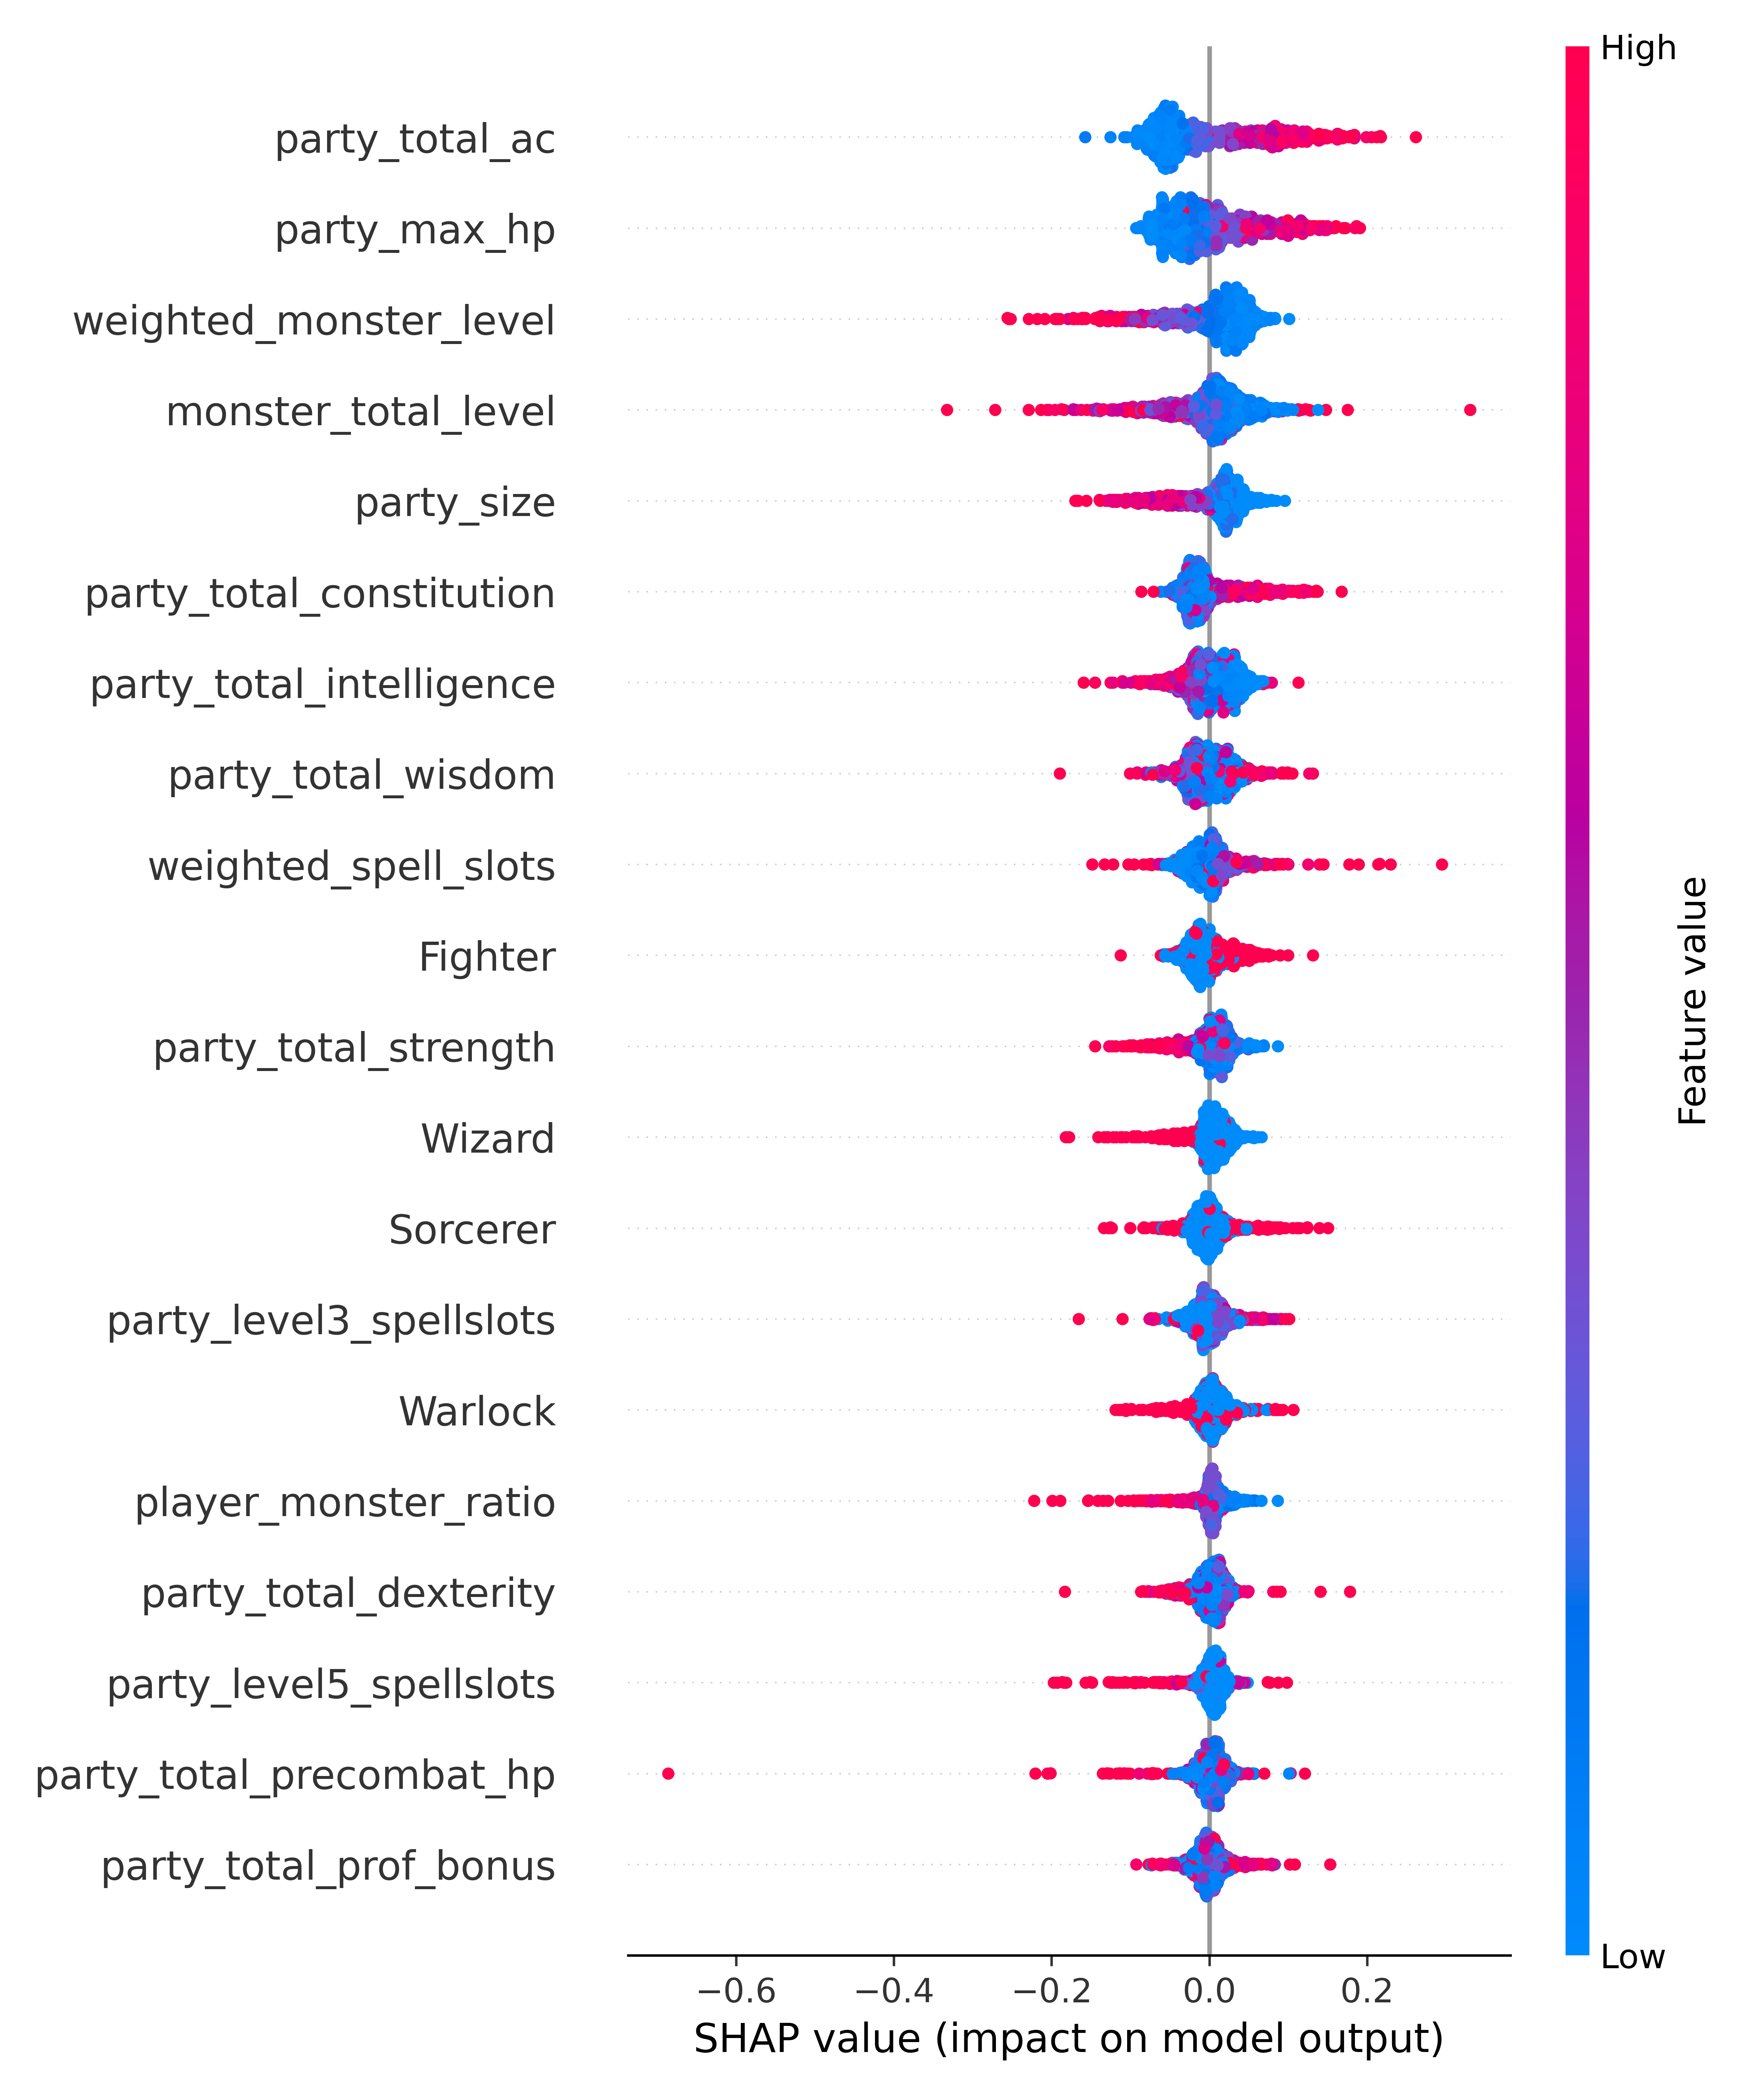 High
party_total_ac
party_max_hp
weighted_monster_level
monster_total_level
party_size
party_total_constitution
party_total_intelligence
party_total_wisdom
weighted_spell_slots
Fighter
party_total_strength
Wizard
Sorcerer
party_level3_spellslots
Warlock
player_monster_ratio
party_total_dexterity
party_level5_spellslots
party_total_precombat_hp
party_total_prof_bonus
Feature value
Low
−0.6 −0.4 −0.2 0.0 0.2
SHAP value (impact on model output)